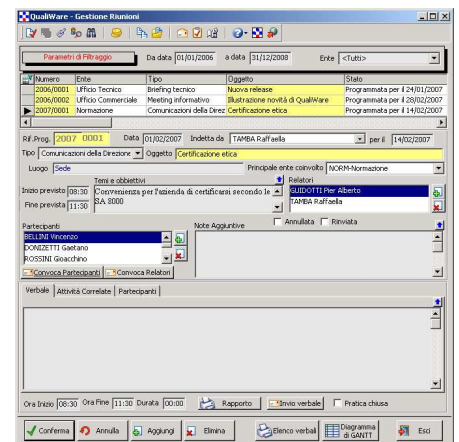 QualiWare - Gestione Riunioni
Parametri di Filtraggio Da data 01/01/2006 a data 31/12/2008 Ente <Tutti>
Numero Ente Tipo Oggetto Stato
2006/0001 Ufficio Tecnico Briefing tecnico Nuova release Programmata per il 24/01/2007
2006/0002 Ufficio Commerciale Meeting informativo Illustrazione novità di QualiWare Programmata per il 28/01/2007
2007/0001 Normazione Comunicazioni della Direz Certificazione etica Programmata per il 14/02/2007
Rif.Prog. 2007 0001 Data 01/02/2007 Indetta da TAMBA Raffaella per il 14/02/2007
Tipo Comunicazioni della Direzione Oggetto Certificazione etica
Luogo Sede Principale ente coinvolto NORM-Normazione
Temi e obbiettivi Relatori
Inizio previsto 08:30 Convenienza per l'azienda di certificarsi secondo le GUIDOTTI Pier Alberto
Fine prevista 11:30 SA 8000 TAMBA Raffaella
Annullata Rinviata
Partecipanti Note Aggiuntive
BELLINI Vincenzo
DONIZETTI Gaetano
ROSSINI Gioacchino
Convoca Partecipanti Convoca Relatori
Verbale Attività Correlate Partecipanti
Ora Inizio 08:30 Ora Fine 11:30 Durata 00:00 Rapporto Invio verbale Pratica chiusa
Conferma Annulla Aggiungi Elimina Elenco verbali Diagramma di GANTT Esci